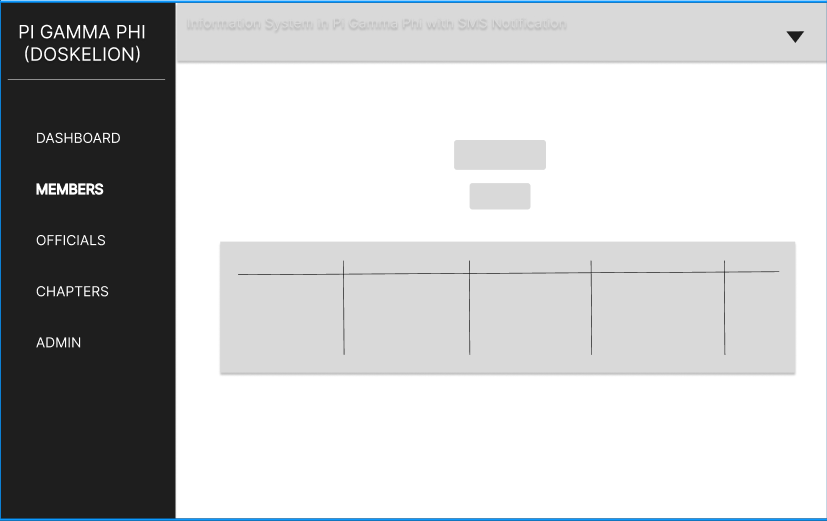 PI GAMMA PHI
(DOSKELION)
Information System in Pi Gamma Phi with SMS Notification
DASHBOARD
MEMBERS
OFFICIALS
CHAPTERS
ADMIN